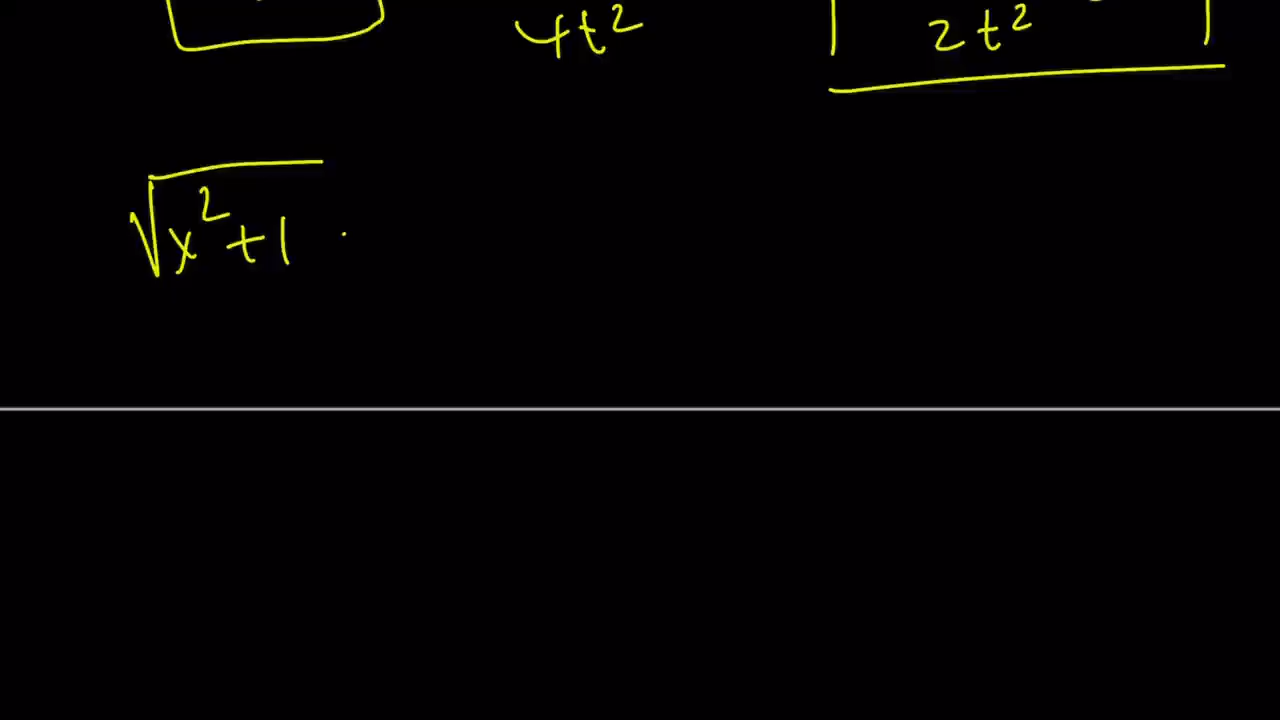 4t² 2t²
√(x²+1)